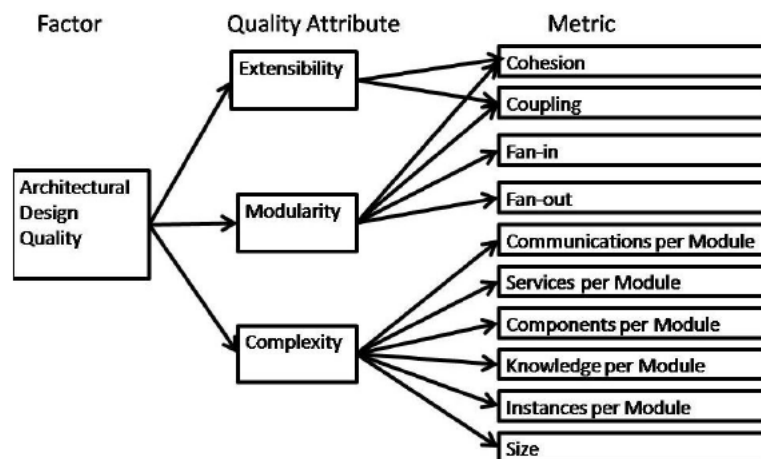 Factor
Quality Attribute
Metric
Architectural
Design
Quality
Extensibility
Modularity
Complexity
Cohesion
Coupling
Fan-in
Fan-out
Communications per Module
Services per Module
Components per Module
Knowledge per Module
Instances per Module
Size